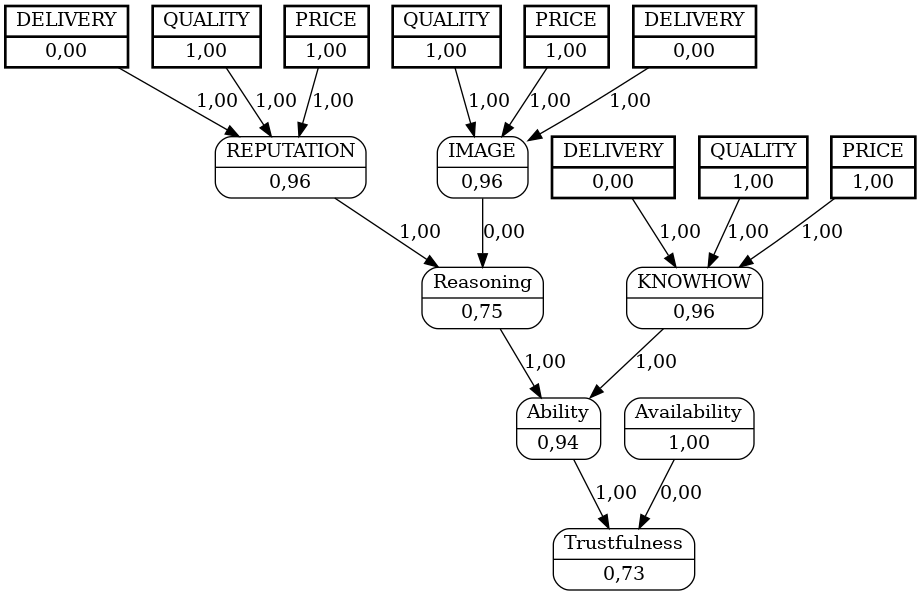 DELIVERY
0,00
QUALITY
1,00
PRICE
1,00
QUALITY
1,00
PRICE
1,00
DELIVERY
0,00
1,00
1,00
1,00
1,00
1,00
1,00
REPUTATION
0,96
IMAGE
0,96
DELIVERY
0,00
QUALITY
1,00
PRICE
1,00
1,00
0,00
1,00
1,00
1,00
Reasoning
0,75
KNOWHOW
0,96
1,00
1,00
Ability
0,94
Availability
1,00
1,00
0,00
Trustfulness
0,73